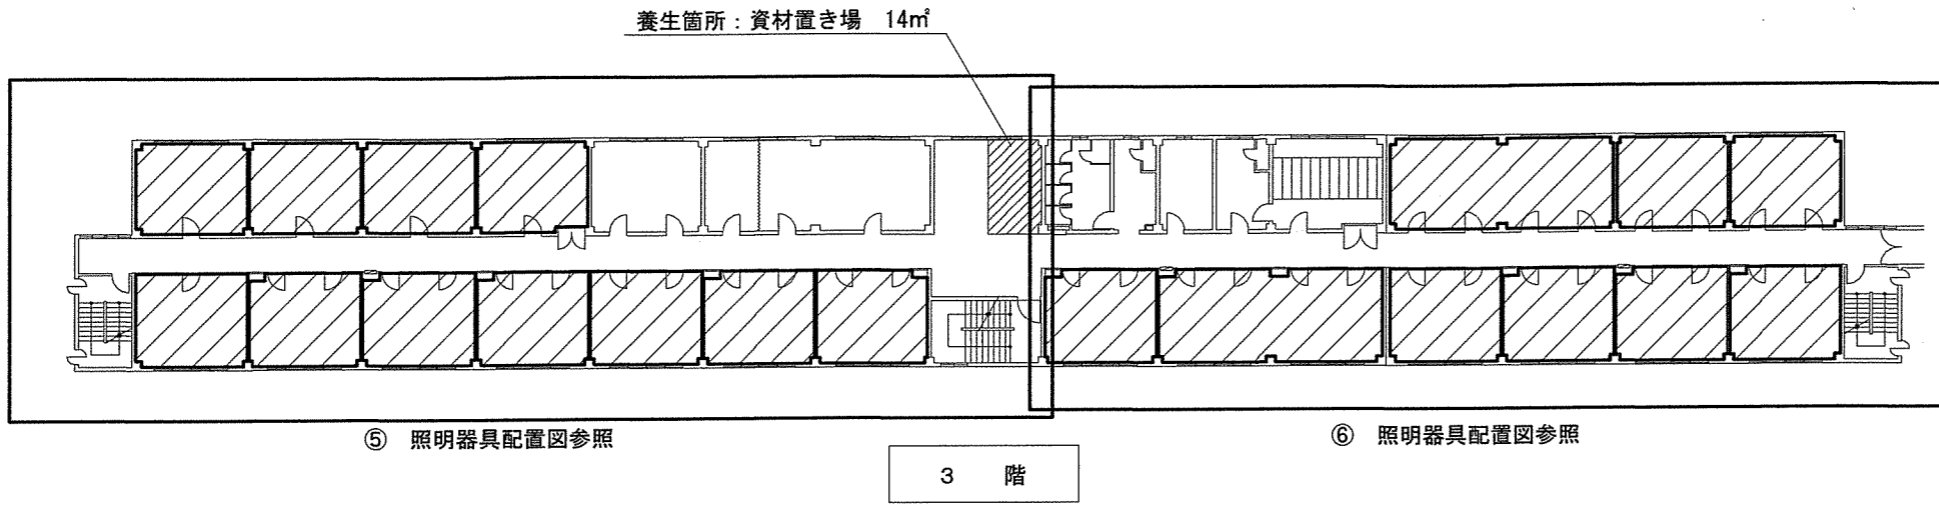 養生箇所：資材置き場　14㎡
⑤　照明器具配置図参照
⑥　照明器具配置図参照
３　階